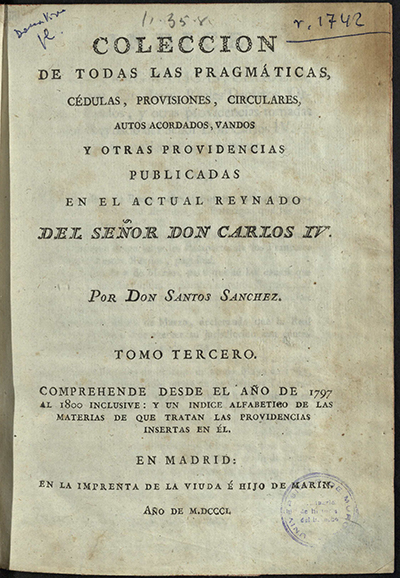 11.358.
r. 1742
COLECCION
DE TODAS LAS PRAGMÁTICAS,
CÉDULAS, PROVISIONES, CIRCULARES,
AUTOS ACORDADOS, VANDOS
Y OTRAS PROVIDENCIAS
PUBLICADAS
EN EL ACTUAL REYNADO
DEL SEÑOR DON CARLOS IV.
POR DON SANTOS SANCHEZ.
TOMO TERCERO.
COMPREHENDE DESDE EL AÑO DE 1797
AL 1800 INCLUSIVE: Y UN INDICE ALFABETICO DE LAS
MATERIAS DE QUE TRATAN LAS PROVIDENCIAS
INSERTAS EN ÉL.
EN MADRID:
EN LA IMPRENTA DE LA VIUDA É HIJO DE MARIN.
AÑO DE M.DCCCI.